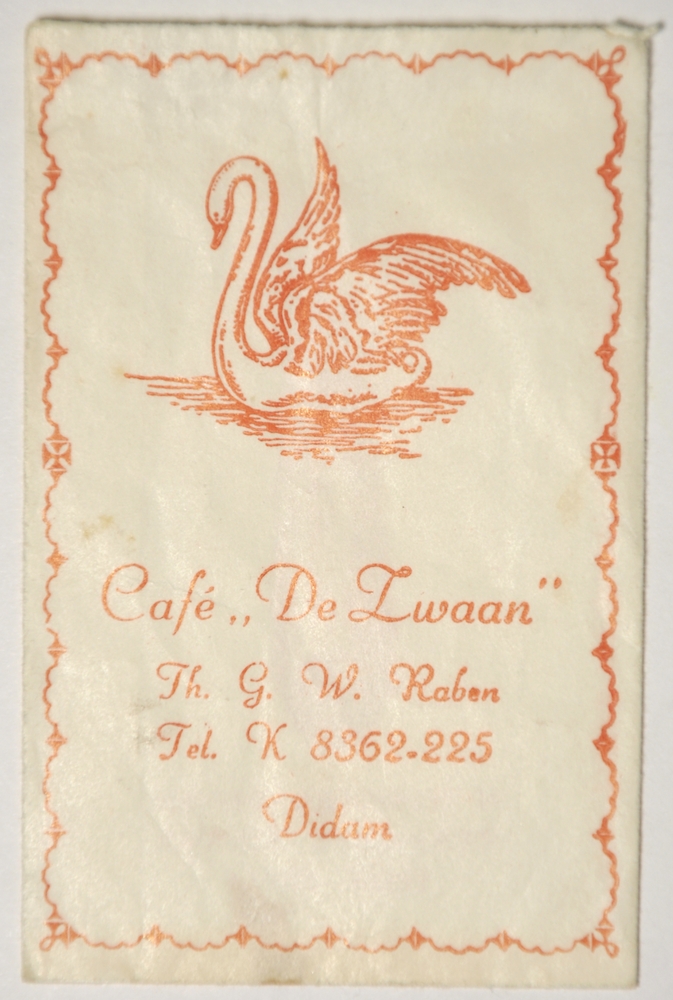 Café „De Zwaan”
Th. G. W. Raben
Tel. K 8362-225
Didam